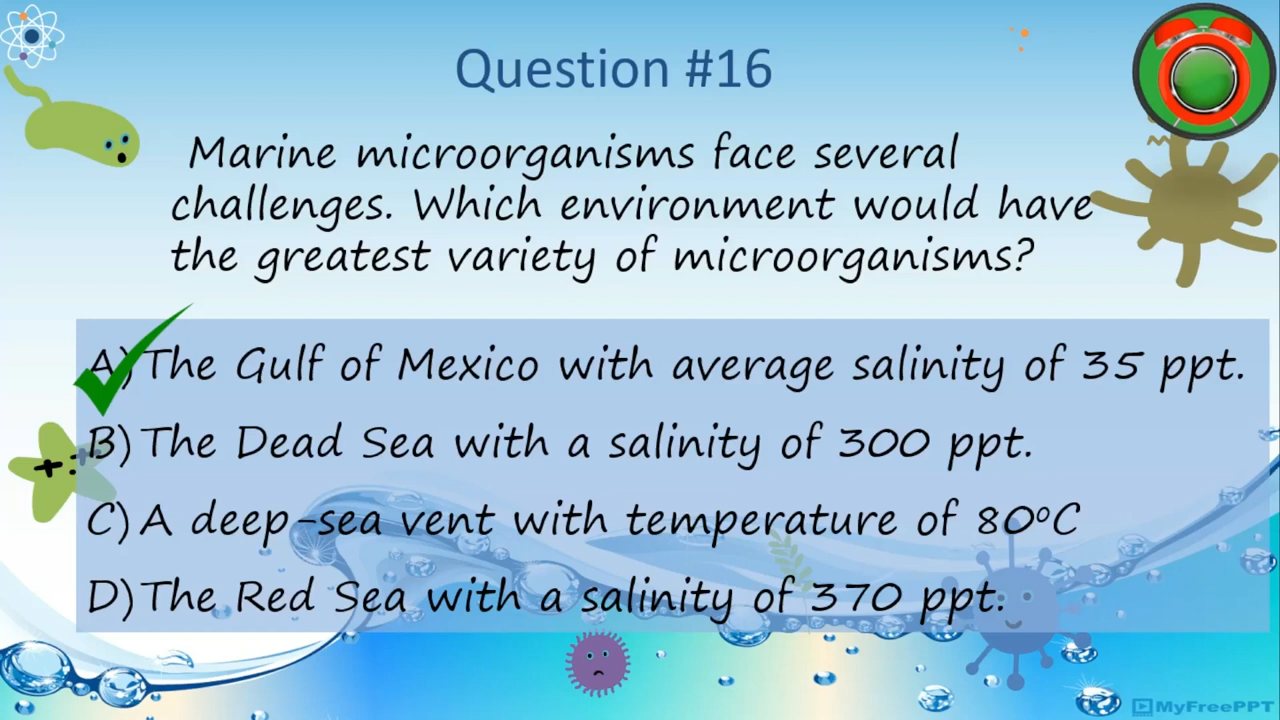 Question #16
Marine microorganisms face several
challenges. Which environment would have
the greatest variety of microorganisms?
A) The Gulf of Mexico with average salinity of 35 ppt.
B) The Dead Sea with a salinity of 300 ppt.
C) A deep-sea vent with temperature of 80°C
D) The Red Sea with a salinity of 370 ppt.
MyFreePPT